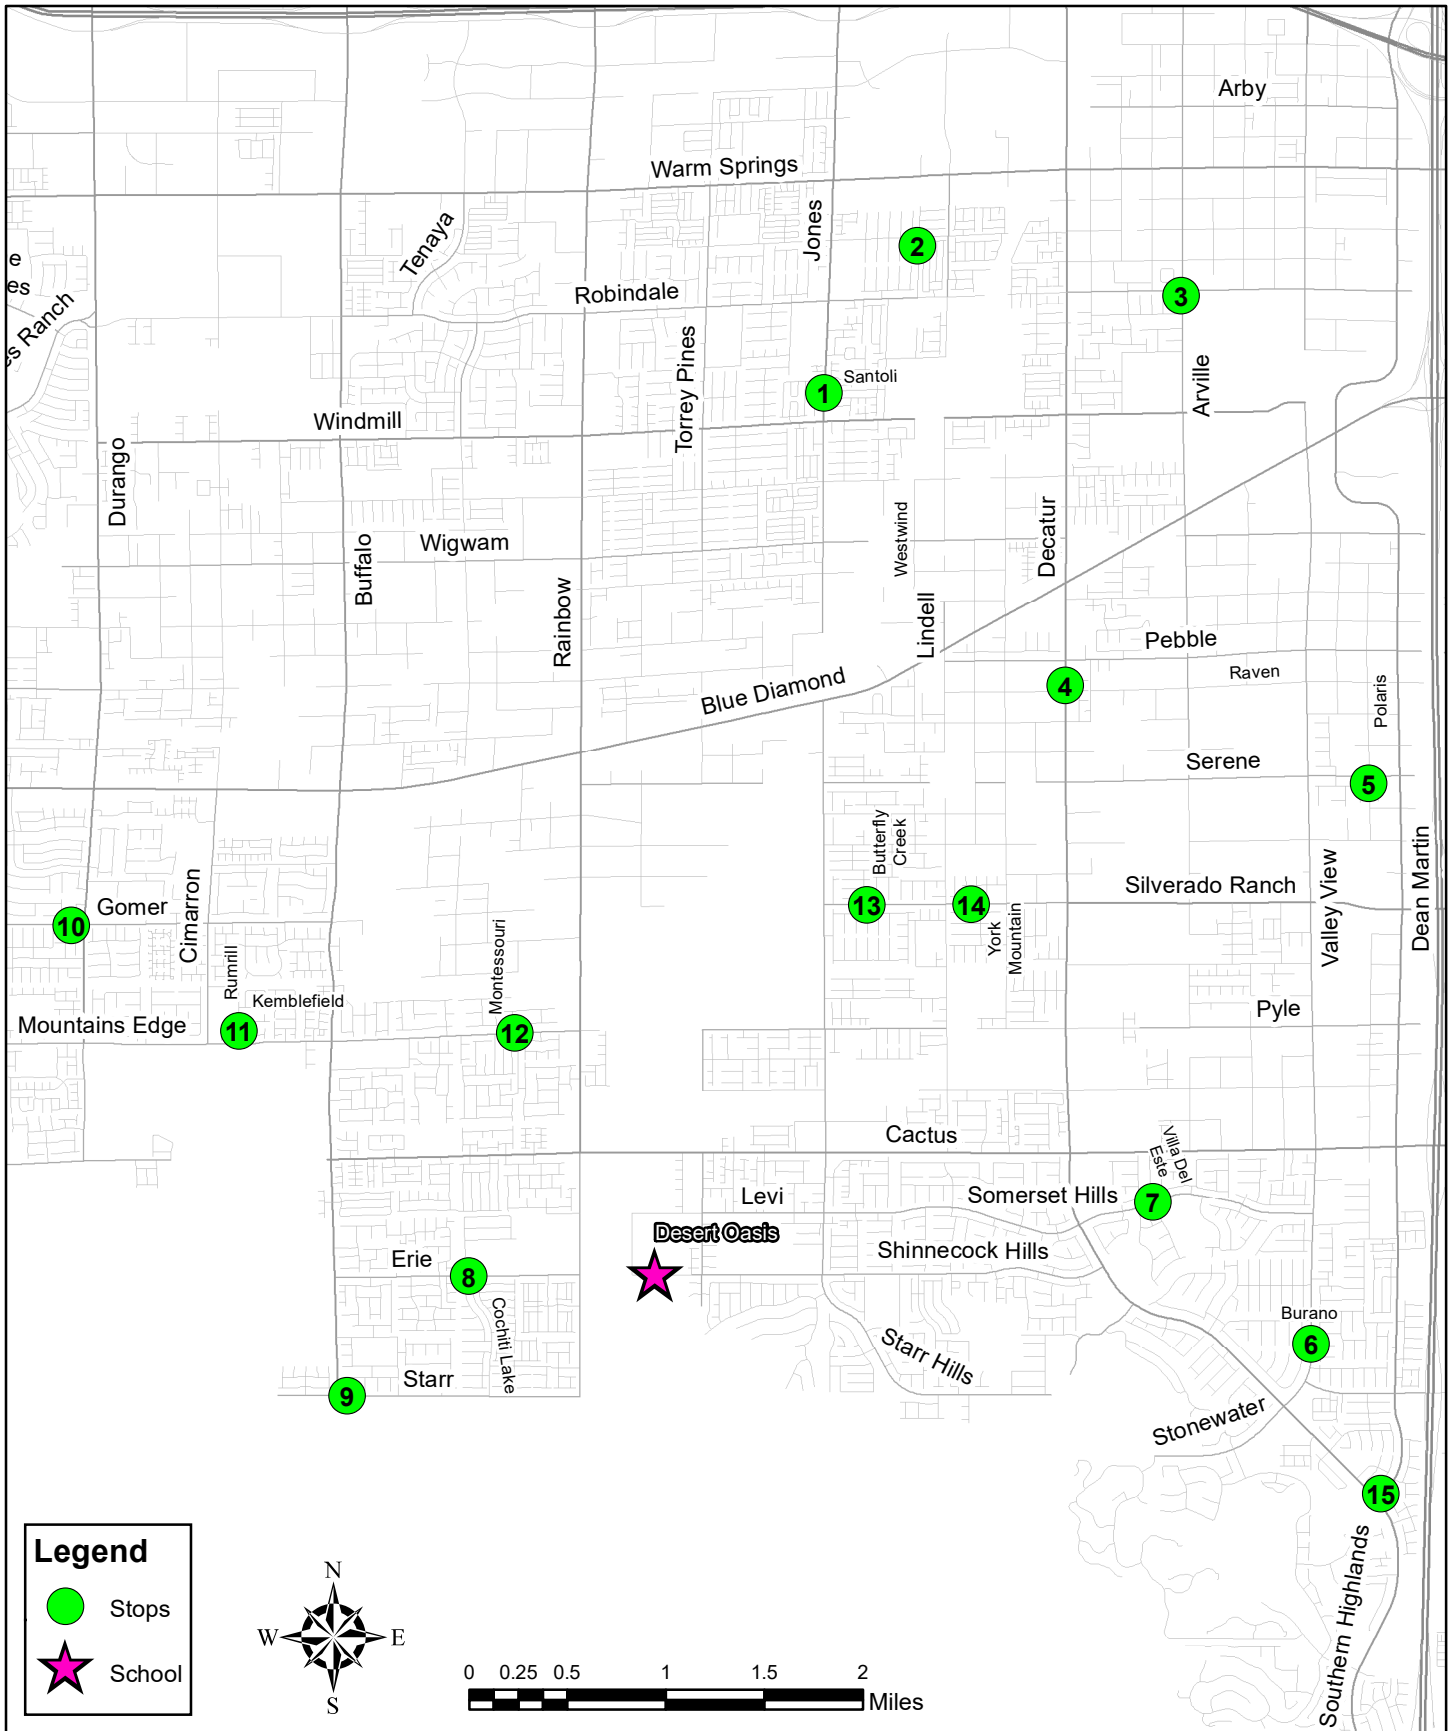 Arby
Warm Springs
Jones
Tenaya
2
e
es
es Ranch
Robindale
3
Torrey Pines
Santoli
1
Arville
Windmill
Durango
Westwind
Decatur
Buffalo
Wigwam
Rainbow
Lindell
Pebble
Raven
4
Polaris
Blue Diamond
Serene
5
Butterfly
Creek
Dean Martin
Cimarron
Gomer
10
13
14
Silverado Ranch
Valley View
York
Mountain
Rumrill
Montessouri
Kemblefield
Mountains Edge
11
12
Pyle
Cactus
Villa Del
Este
Levi
Somerset Hills
7
Desert Oasis
Shinnecock Hills
Erie
8
Cochiti Lake
Burano
6
Starr Hills
Starr
9
Stonewater
15
Southern Highlands
Legend
Stops
School
N
W E
S
0 0.25 0.5 1 1.5 2
Miles